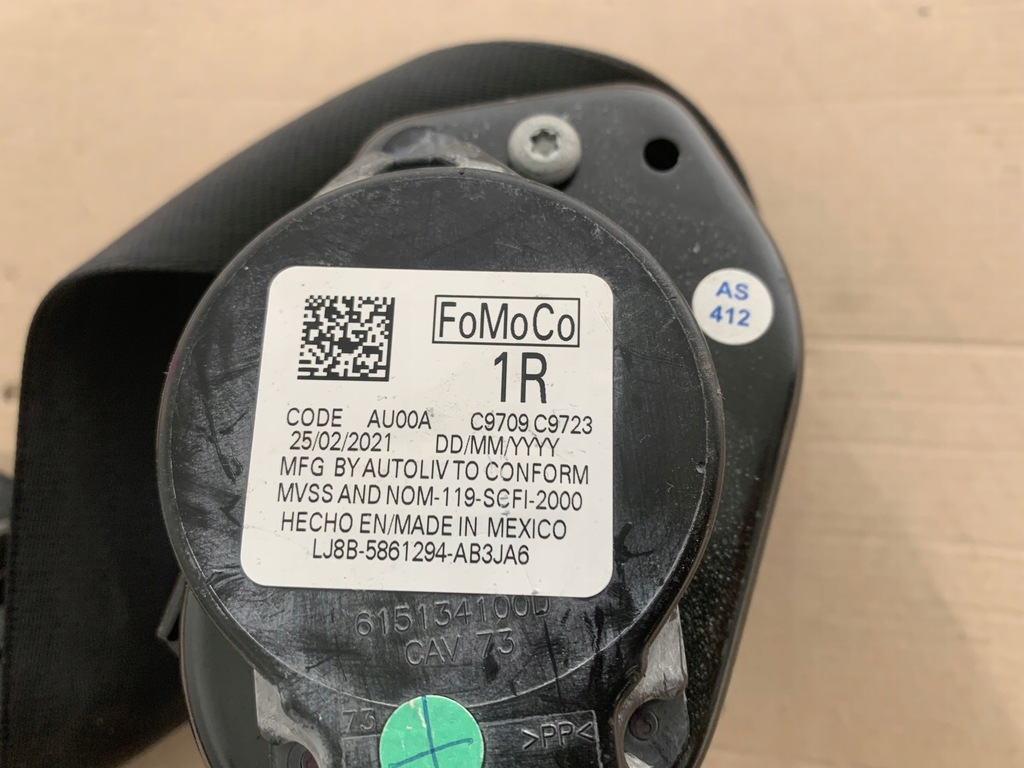 FoMoCo
1R
CODE AU00A C9709 C9723
25/02/2021 DD/MM/YYYY
MFG BY AUTOLIV TO CONFORM
MVSS AND NOM-119-SCFI-2000
HECHO EN/MADE IN MEXICO
LJ8B-5861294-AB3JA6
AS
412
615134100D
CAV 73
73
>PP<